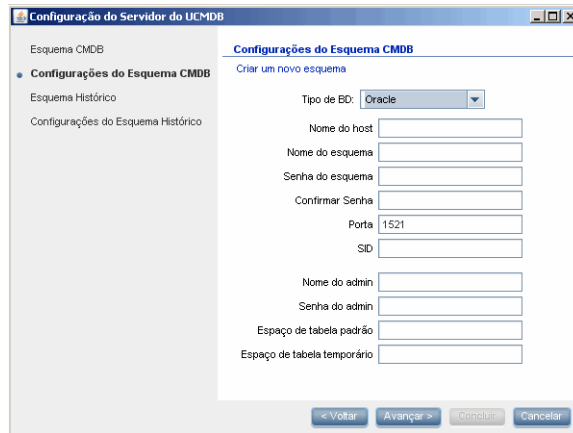 Configuração do Servidor do UCMDB
Esquema CMDB
Configurações do Esquema CMDB
Esquema Histórico
Configurações do Esquema Histórico
Configurações do Esquema CMDB
Criar um novo esquema
Tipo de BD: Oracle
Nome do host
Nome do esquema
Senha do esquema
Confirmar Senha
Porta 1521
SID
Nome do admin
Senha do admin
Espaço de tabela padrão
Espaço de tabela temporário
< Voltar Avançar > Concluir Cancelar